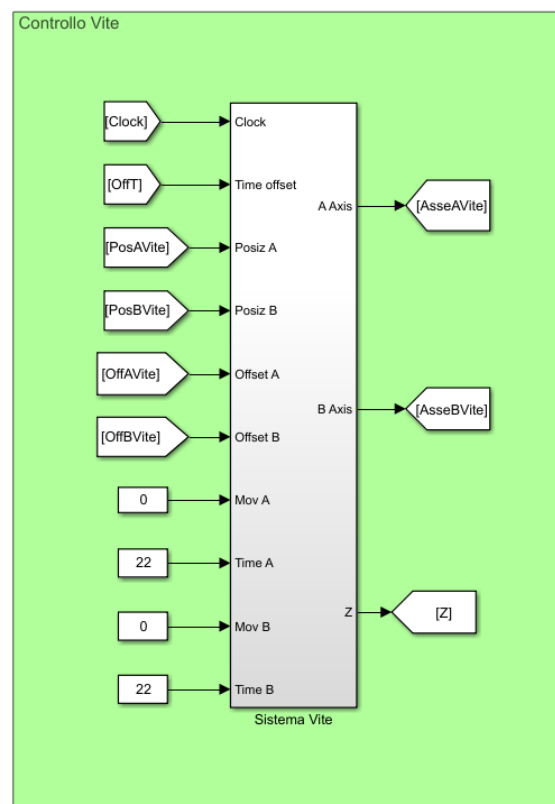 Controllo Vite
[Clock]
Clock
[OffT]
Time offset
A Axis
[AsseAVite]
[PosAVite]
Posiz A
[PosBVite]
Posiz B
[OffAVite]
Offset A
B Axis
[AsseBVite]
[OffBVite]
Offset B
0
Mov A
22
Time A
Z
[Z]
0
Mov B
22
Time B
Sistema Vite